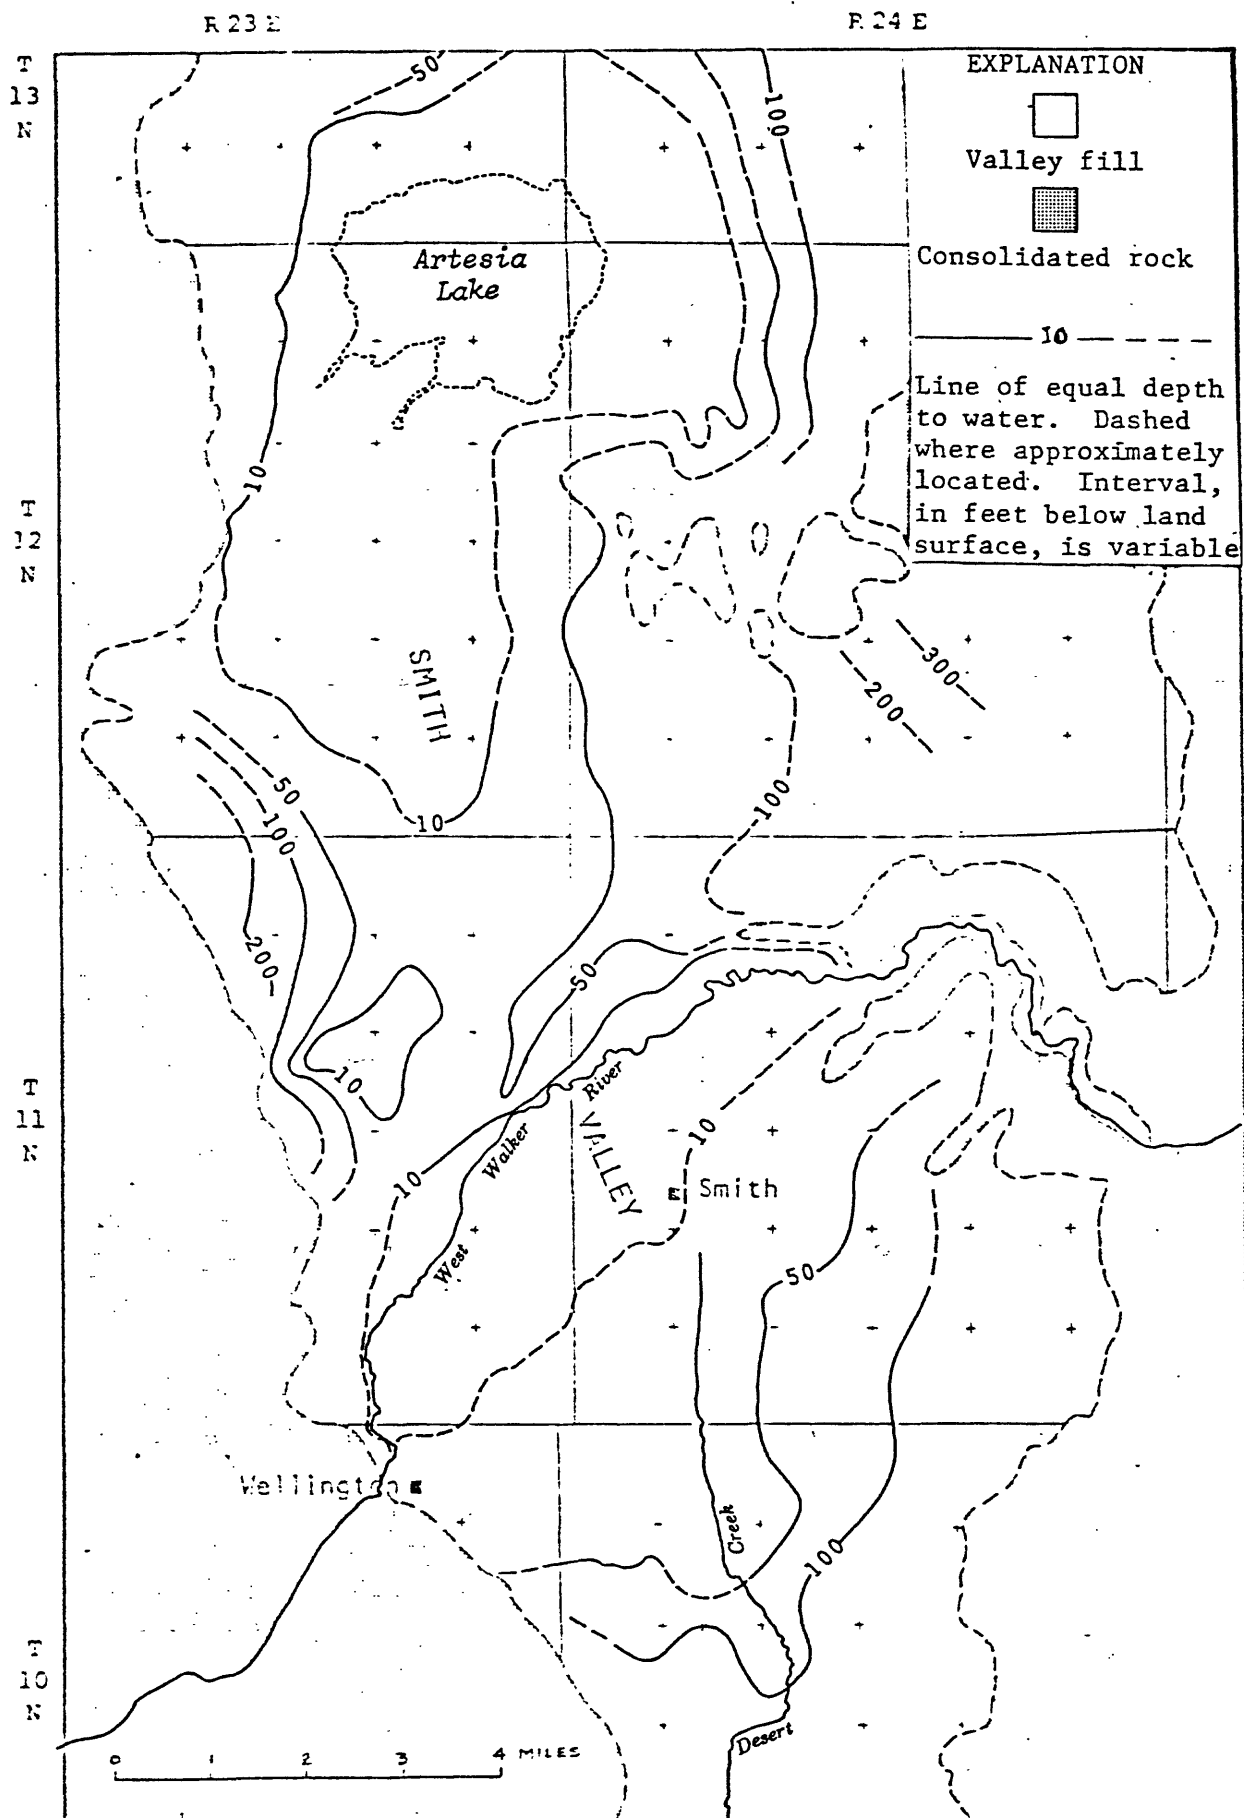 R 23 E
R 24 E
T
13
N
50
100
EXPLANATION
Valley fill
Consolidated rock
10
Line of equal depth
to water. Dashed
where approximately
located. Interval,
in feet below land
surface, is variable
Artesia
Lake
10
T
12
N
SMITH
300
200
50
100
10
100
200
50
10
T
11
N
River
VALLEY
10
Walker
10
Smith
West
50
Wellington
Creek
100
T
10
N
Desert
0 1 2 3 4 MILES